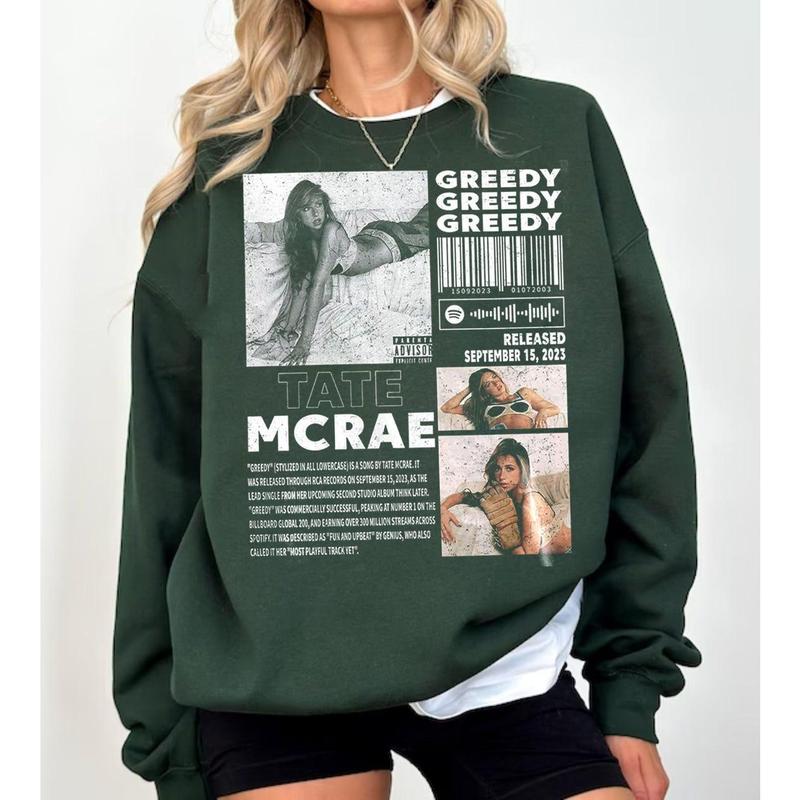 GREEDY
GREEDY
GREEDY
15092023 01072003
RELEASED
SEPTEMBER 15, 2023
PARENTA
ADVISOR
EXPLICIT CONTE
TATE
MCRAE
"GREEDY" (STYLIZED IN ALL LOWERCASE) IS A SONG BY TATE MCRAE. IT
WAS RELEASED THROUGH RCA RECORDS ON SEPTEMBER 15, 2023, AS THE
LEAD SINGLE FROM HER UPCOMING SECOND STUDIO ALBUM THINK LATER.
"GREEDY" WAS COMMERCIALLY SUCCESSFUL, PEAKING AT NUMBER 1 ON THE
BILLBOARD GLOBAL 200, AND EARNING OVER 300 MILLION STREAMS ACROSS
SPOTIFY. IT WAS DESCRIBED AS "FUN AND UPBEAT" BY GENIUS, WHO ALSO
CALLED IT HER "MOST PLAYFUL TRACK YET".